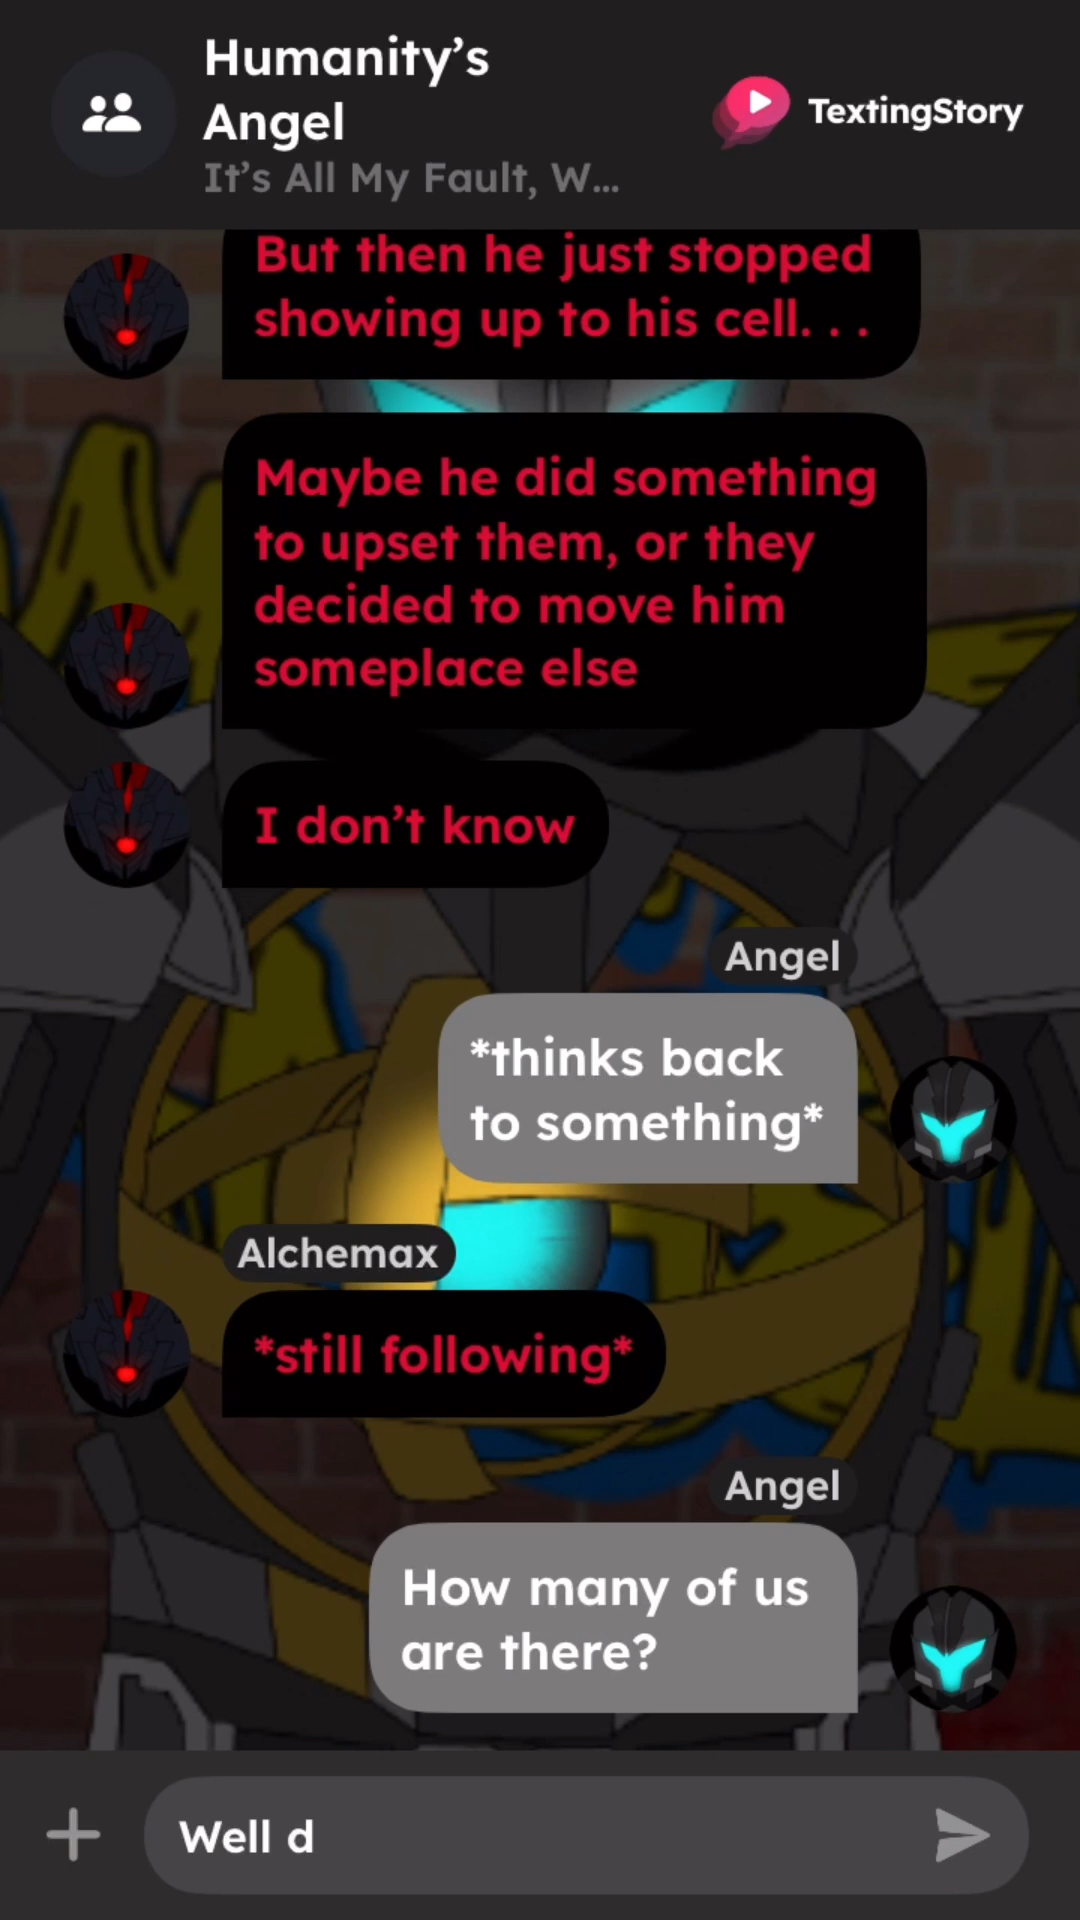 Humanity’s
Angel
It’s All My Fault, W...
TextingStory
But then he just stopped
showing up to his cell. . .
Maybe he did something
to upset them, or they
decided to move him
someplace else
I don’t know
Angel
*thinks back
to something*
Alchemax
*still following*
Angel
How many of us
are there?
Well d